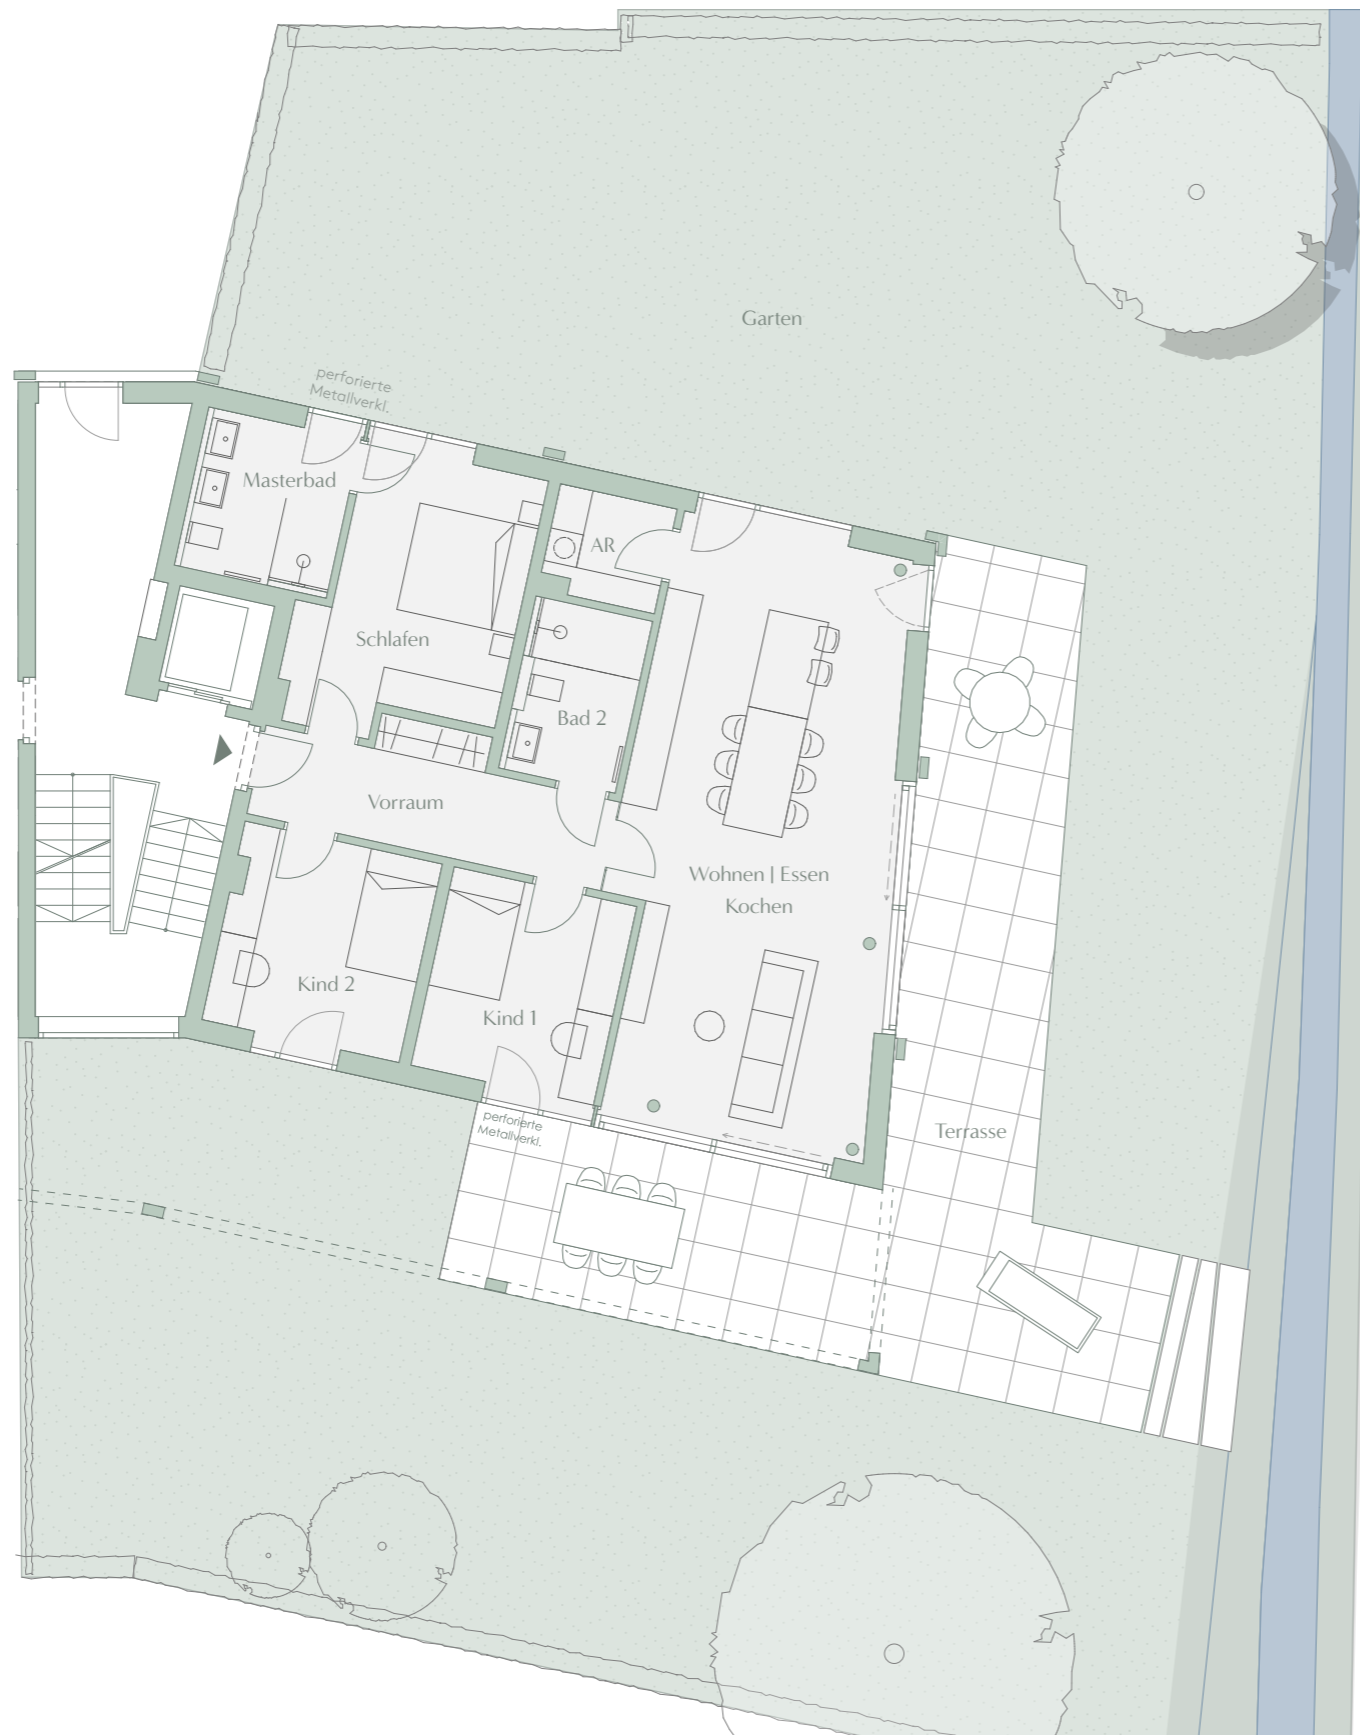 Garten
perforierte
Metallverkl.
Masterbad
AR
Schlafen
Bad 2
Vorraum
Wohnen | Essen
Kochen
Kind 2
Kind 1
perforierte
Metallverkl.
Terrasse